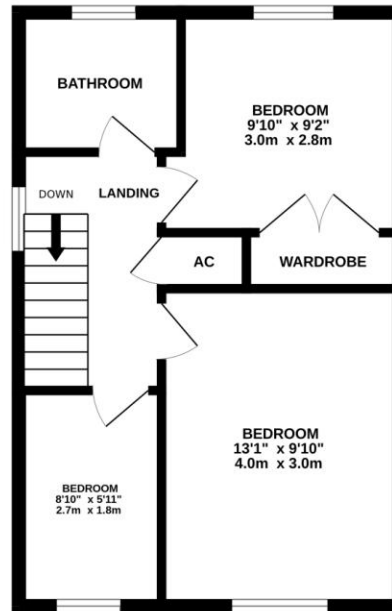 BATHROOM
BEDROOM
9'10" x 9'2"
3.0m x 2.8m
DOWN
LANDING
AC
WARDROBE
BEDROOM
13'1" x 9'10"
4.0m x 3.0m
BEDROOM
8'10" x 5'11"
2.7m x 1.8m